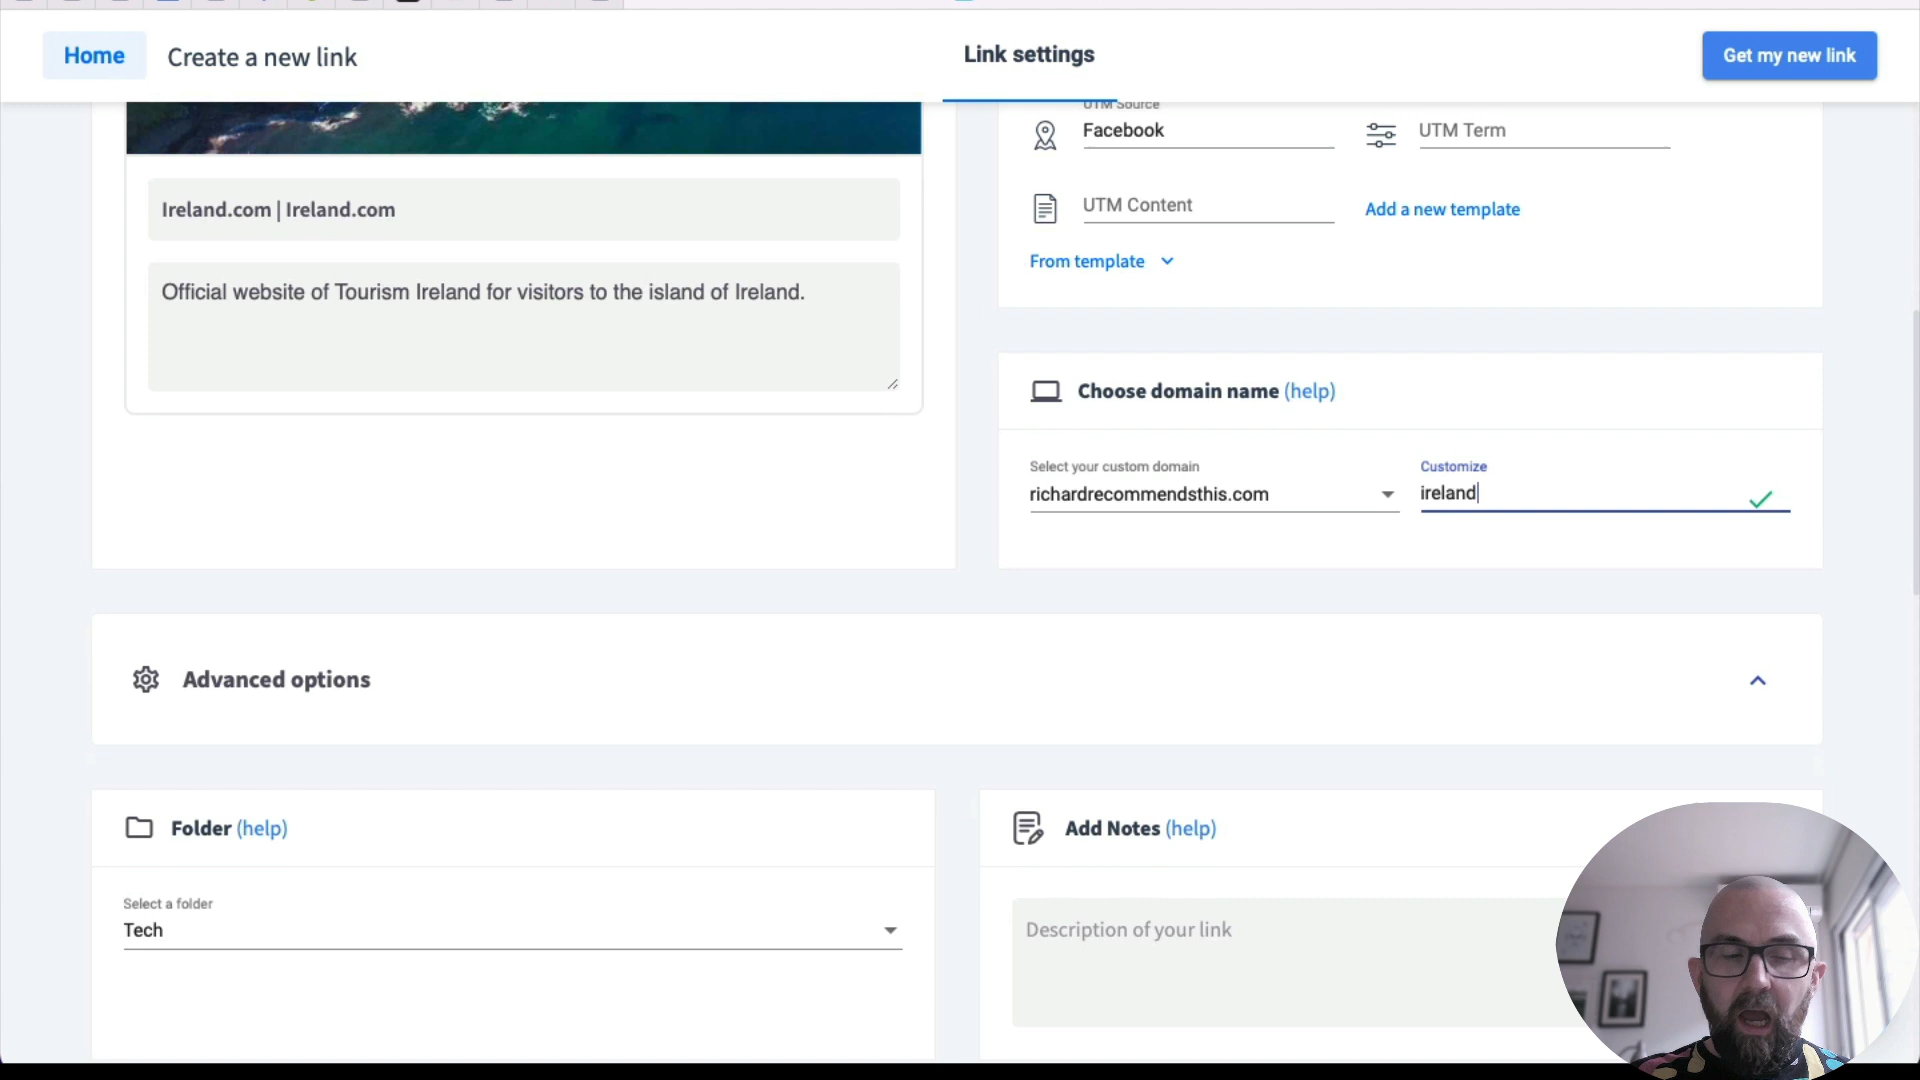 Home
Create a new link
Link settings
Get my new link
UTM Source
Facebook
UTM Term
Ireland.com | Ireland.com
UTM Content
Add a new template
From template
Official website of Tourism Ireland for visitors to the island of Ireland.
Choose domain name (help)
Select your custom domain
richardrecommendsthis.com
Customize
ireland
Advanced options
Folder (help)
Select a folder
Tech
Add Notes (help)
Description of your link